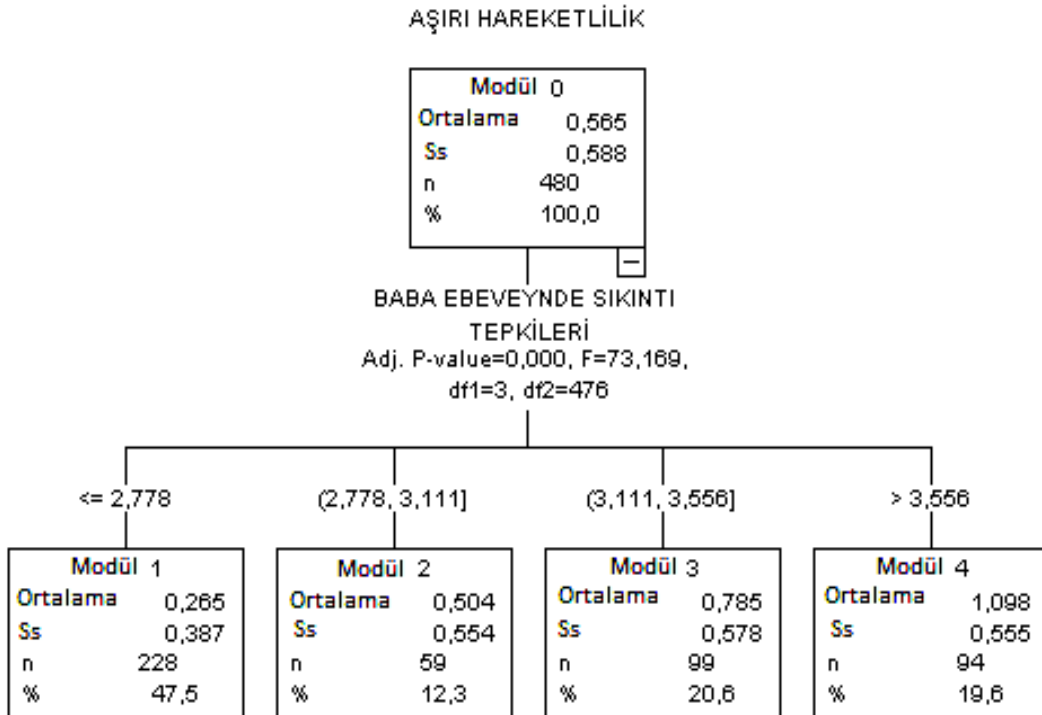 AŞIRI HAREKETLİLİK
Modül 0
Ortalama 0,565
Ss 0,588
n 480
% 100,0
BABA EBEVEYNDE SIKINTI
TEPKİLERİ
Adj. P-value=0,000, F=73,169,
df1=3, df2=476
<= 2,778 (2,778, 3,111] (3,111, 3,556] > 3,556
Modül 1
Ortalama 0,265
Ss 0,387
n 228
% 47,5
Modül 2
Ortalama 0,504
Ss 0,554
n 59
% 12,3
Modül 3
Ortalama 0,785
Ss 0,578
n 99
% 20,6
Modül 4
Ortalama 1,098
Ss 0,555
n 94
% 19,6